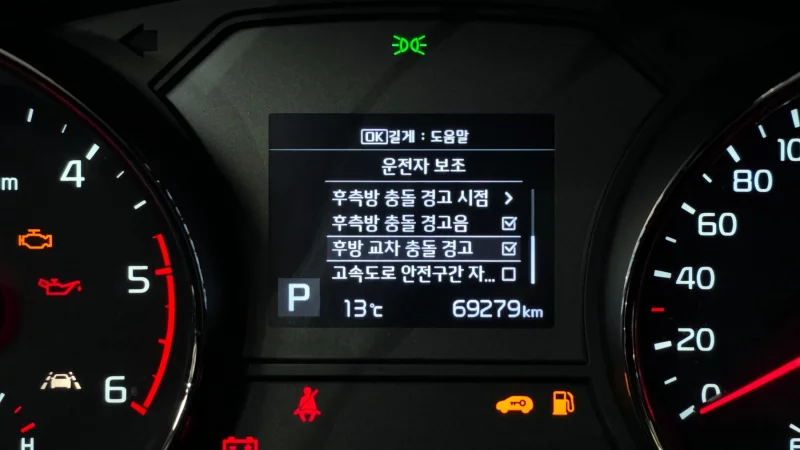 OK 길게 : 도움말
운전자 보조
후측방 충돌 경고 시점
후측방 충돌 경고음
후방 교차 충돌 경고
고속도로 안전구간 자...
P
13℃
69279km
4
5
6
H
80
60
40
20
0